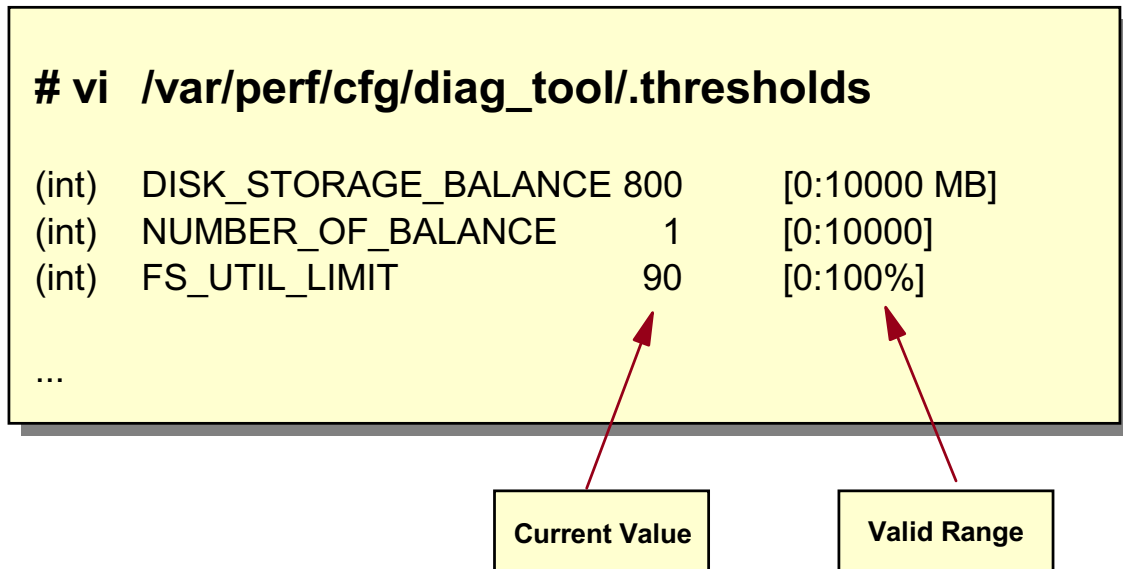 # vi /var/perf/cfg/diag_tool/.thresholds
(int) DISK_STORAGE_BALANCE 800 [0:10000 MB]
(int) NUMBER_OF_BALANCE 1 [0:10000]
(int) FS_UTIL_LIMIT 90 [0:100%]
...
Current Value
Valid Range